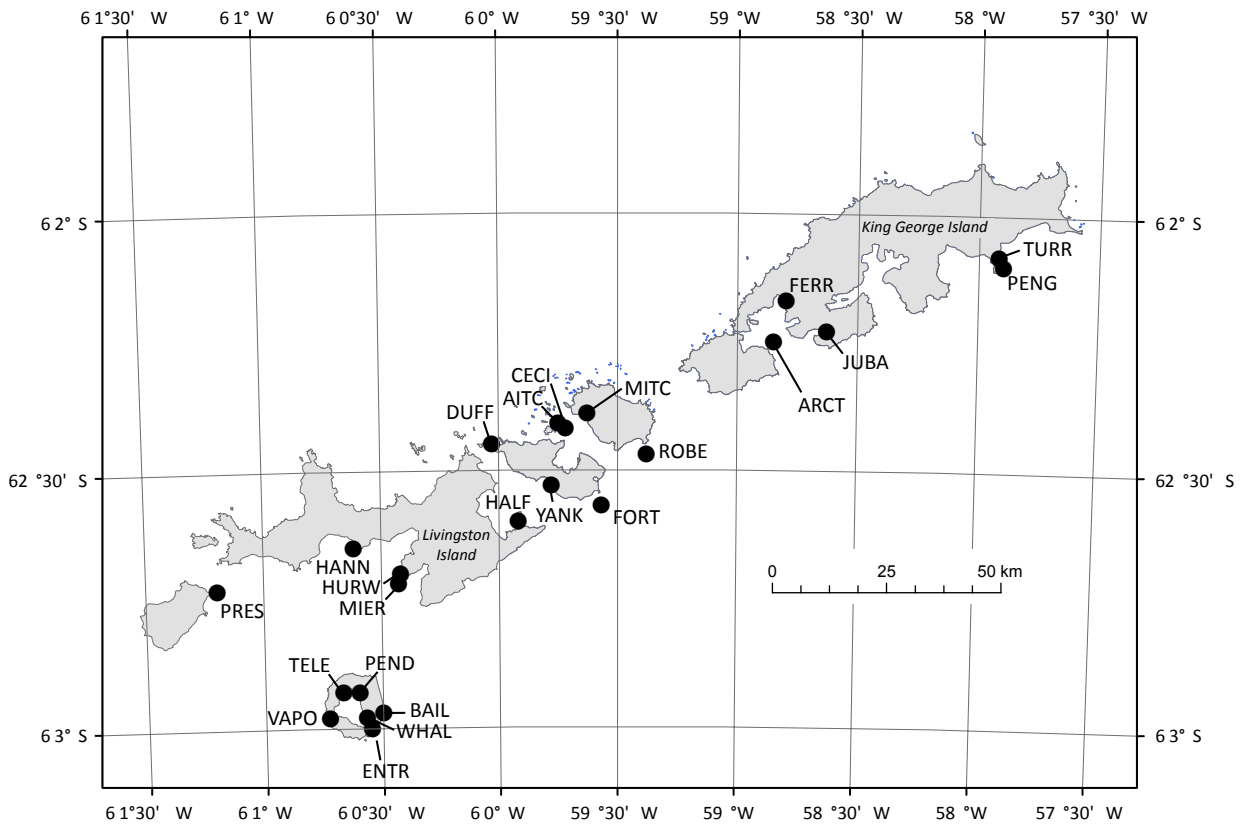 61°30' W 61° W 60°30' W 60° W 59°30' W 59° W 58°30' W 58° W 57°30' W
62° S 62° S
King George Island
TURR
PENG
FERR
JUBA
ARCT
CECI
MITC
AITC
DUFF
ROBE
62°30' S 62°30' S
HALF
YANK
FORT
Livingston
Island
HANN
HURW
MIER
PRES
0 25 50 km
TELE
PEND
BAIL
VAPO
WHAL
63° S 63° S
ENTR
61°30' W 61° W 60°30' W 60° W 59°30' W 59° W 58°30' W 58° W 57°30' W